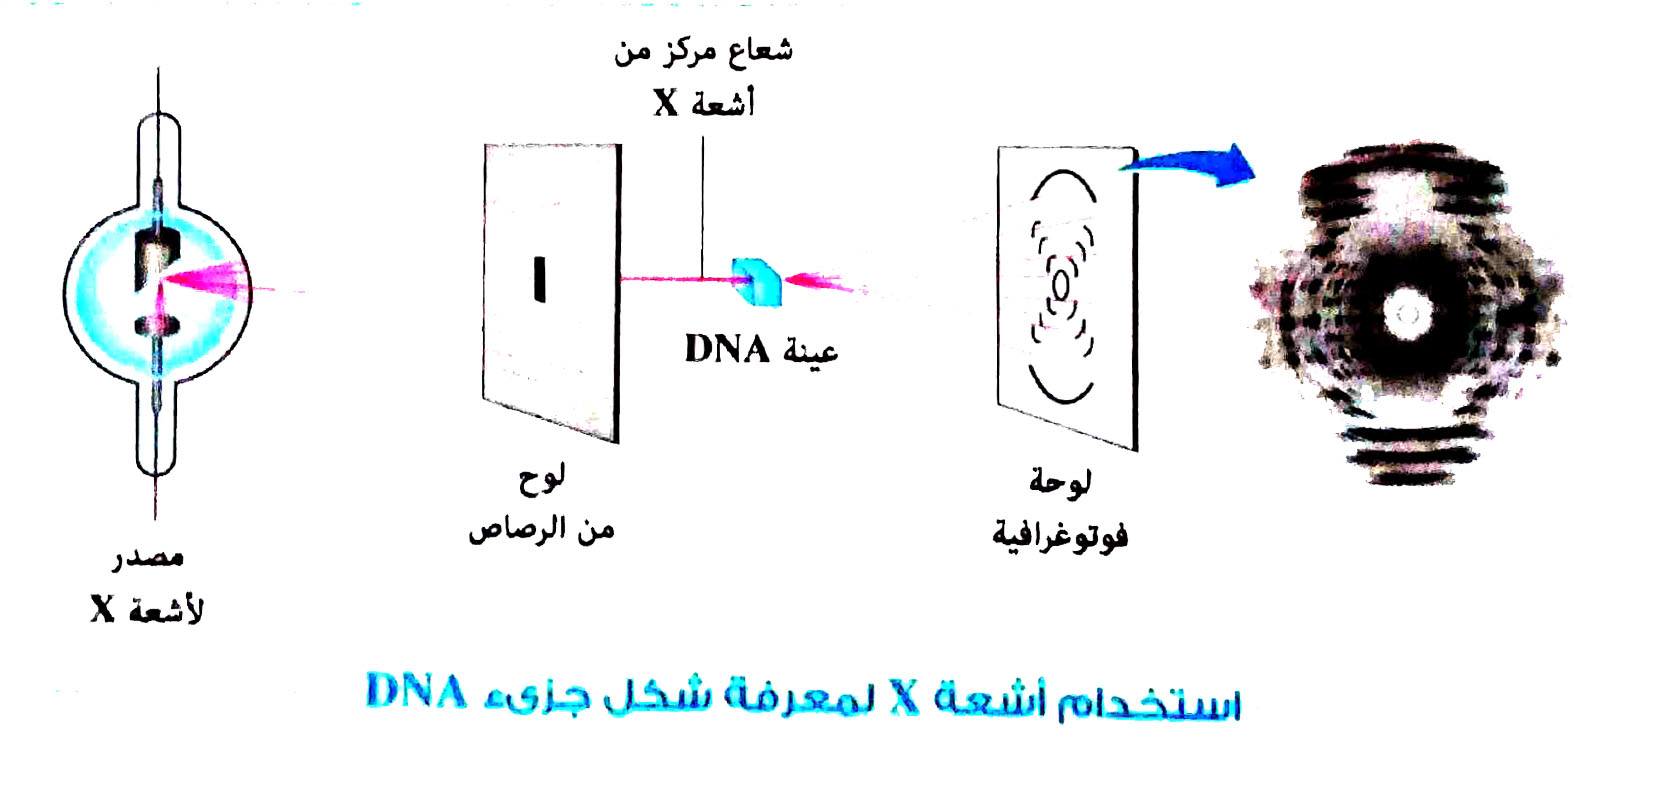 شعاع مركز من
أشعة X
عينة DNA
لوح
من الرصاص
لوحة
فوتوغرافية
مصدر
لأشعة X
استخدام أشعة X لمعرفة شكل جزىء DNA